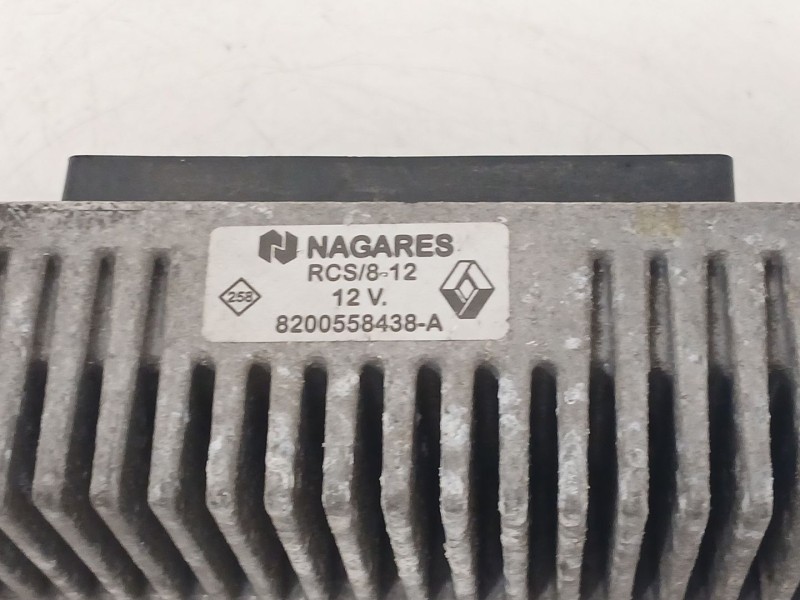 NAGARES
RCS/8-12
258
12 V.
8200558438-A